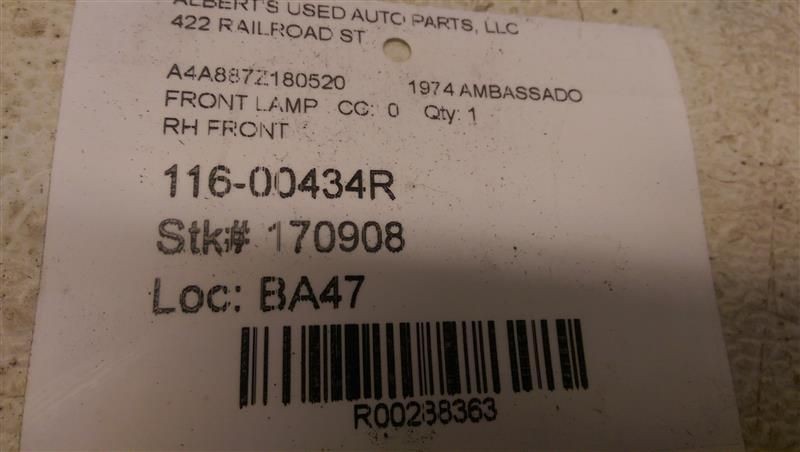 ALBERT'S USED AUTO PARTS, LLC
422 RAILROAD ST
A4A887Z180520 1974 AMBASSADO
FRONT LAMP CC: 0 Qty: 1
RH FRONT
116-00434R
Stk# 170908
Loc: BA47
R00288363